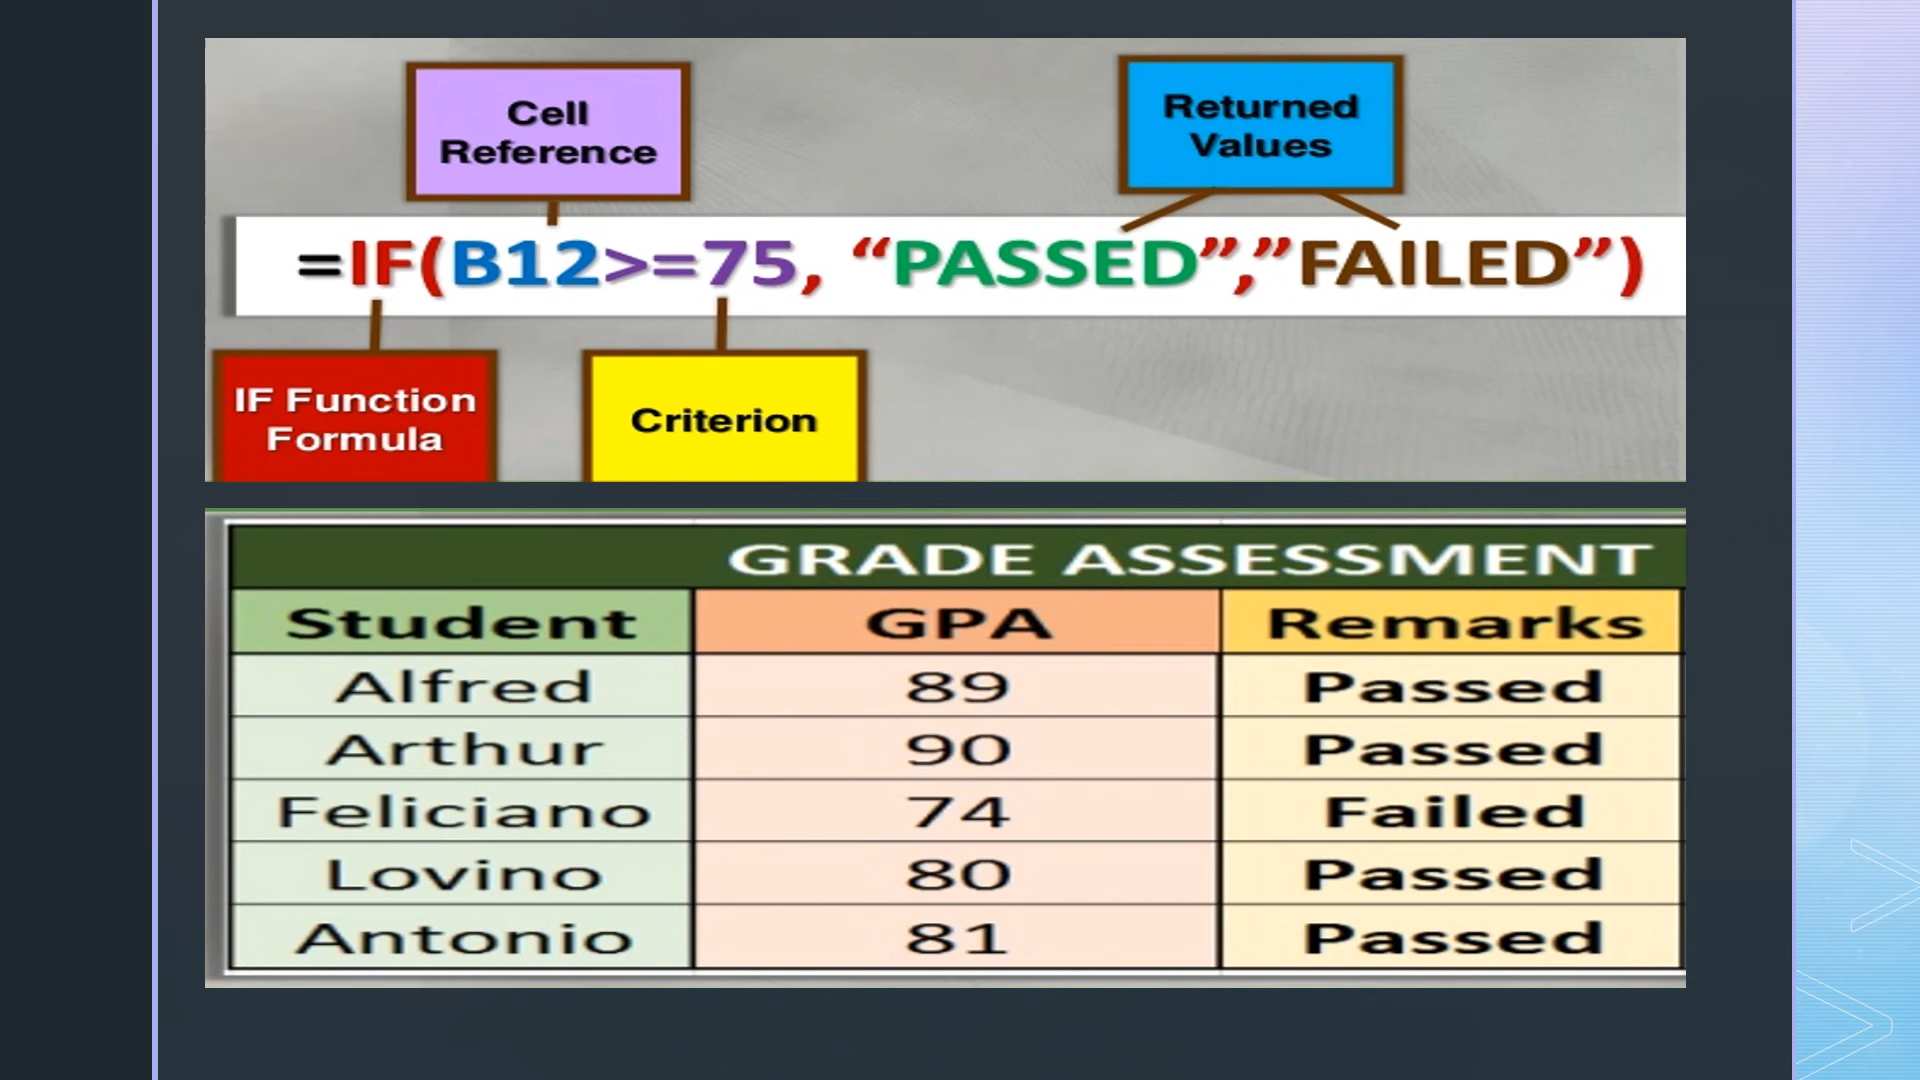 Cell
Reference
Returned
Values
=IF(B12>=75, “PASSED”,”FAILED”)
IF Function
Formula
Criterion
GRADE ASSESSMENT
Student GPA Remarks
Alfred 89 Passed
Arthur 90 Passed
Feliciano 74 Failed
Lovino 80 Passed
Antonio 81 Passed